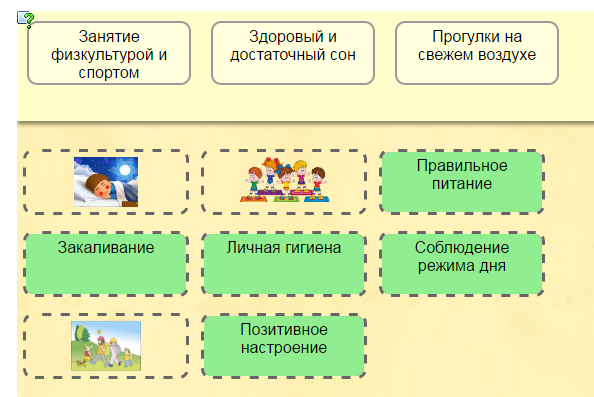 Занятие
физкультурой и
спортом
Здоровый и
достаточный сон
Прогулки на
свежем воздухе
Правильное
питание
Закаливание
Личная гигиена
Соблюдение
режима дня
Позитивное
настроение